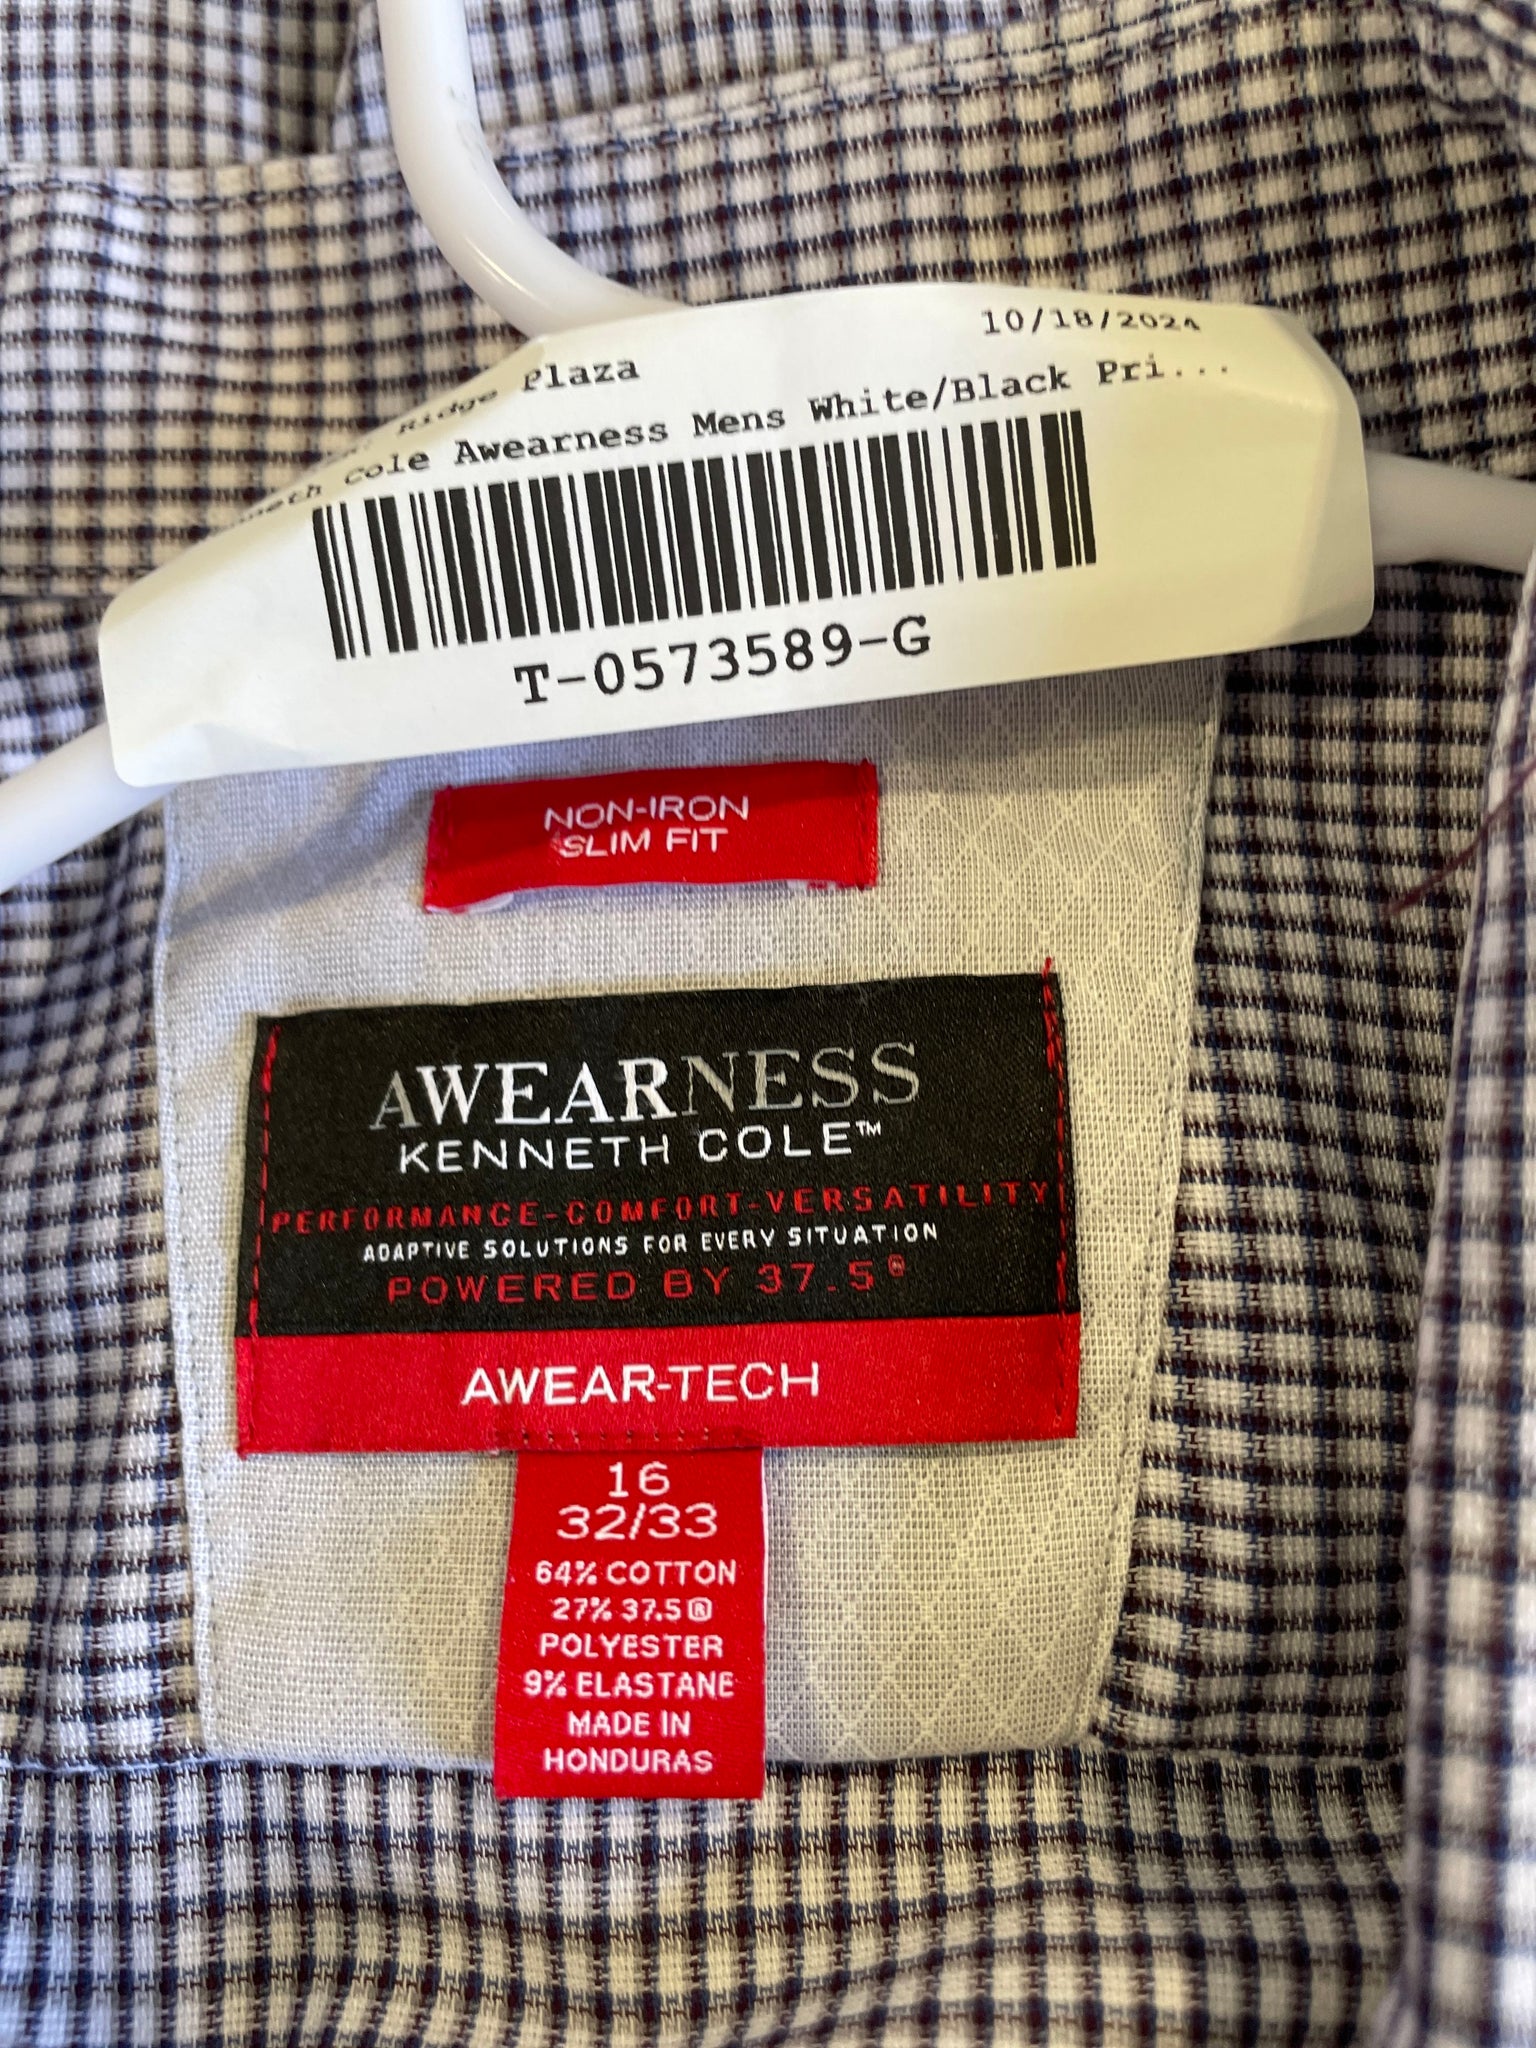 10/18/2024
Ridge Plaza
Cole Awearness Mens White/Black Pri...
T-0573589-G
NON-IRON
SLIM FIT
AWEARNESS
KENNETH COLE™
PERFORMANCE-COMFORT-VERSATILITY
ADAPTIVE SOLUTIONS FOR EVERY SITUATION
POWERED BY 37.5®
AWEAR-TECH
16
32/33
64% COTTON
27% 37.5®
POLYESTER
9% ELASTANE
MADE IN
HONDURAS